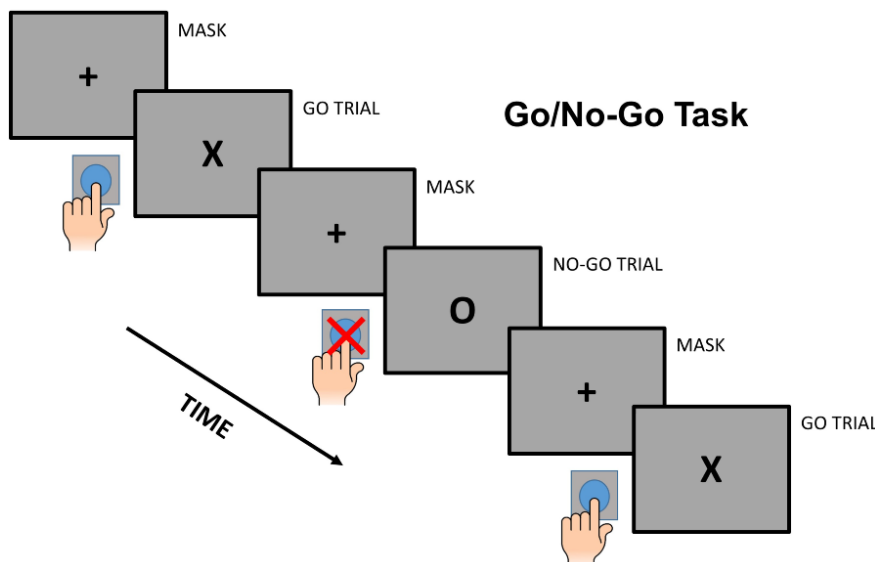 MASK
+
GO TRIAL
X
Go/No-Go Task
MASK
+
NO-GO TRIAL
O
MASK
+
GO TRIAL
X
TIME